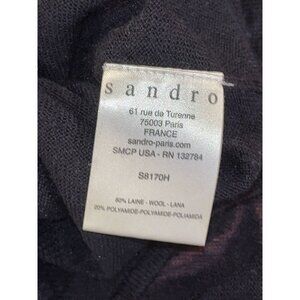 sandro
61 rue de Turenne
75003 Paris
FRANCE
sandro-paris.com
SMCP USA - RN 132784
S8170H
80% LAINE - WOOL - LANA
20% POLYAMIDE-POLYAMIDE-POLIAMIDA